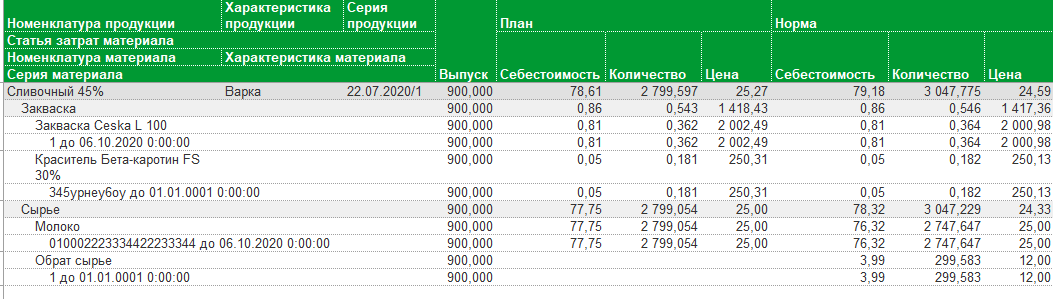 Номенклатура продукции Характеристика продукции Серия продукции План Норма
Статья затрат материала
Номенклатура материала Характеристика материала
Серия материала Выпуск Себестоимость Количество Цена Себестоимость Количество Цена
Сливочный 45% Варка 22.07.2020/1 900,000 78,61 2 799,597 25,27 79,18 3 047,775 24,59
Закваска 900,000 0,86 0,543 1 418,43 0,86 0,546 1 417,36
Закваска Ceska L 100 900,000 0,81 0,362 2 002,49 0,81 0,364 2 000,98
1 до 06.10.2020 0:00:00 900,000 0,81 0,362 2 002,49 0,81 0,364 2 000,98
Краситель Бета-каротин FS 900,000 0,05 0,181 250,31 0,05 0,182 250,13
30%
345урнеубоу до 01.01.0001 0:00:00 900,000 0,05 0,181 250,31 0,05 0,182 250,13
Сырье 900,000 77,75 2 799,054 25,00 78,32 3 047,229 24,33
Молоко 900,000 77,75 2 799,054 25,00 76,32 2 747,647 25,00
010002223334422233344 до 06.10.2020 0:00:00 900,000 77,75 2 799,054 25,00 76,32 2 747,647 25,00
Обрат сырье 900,000 3,99 299,583 12,00
1 до 01.01.0001 0:00:00 900,000 3,99 299,583 12,00